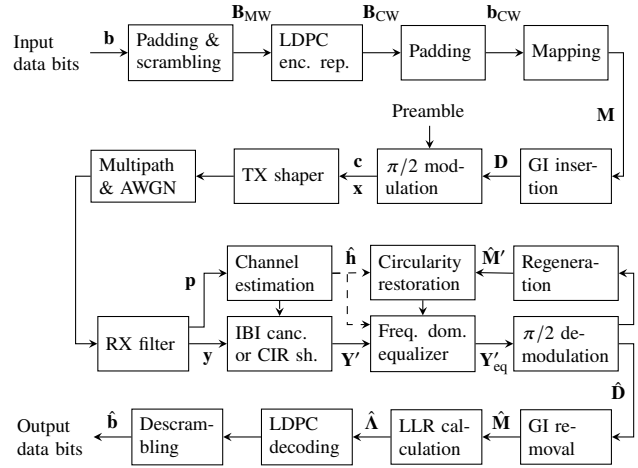 Input
data bits
b
Padding &
scrambling
B_MW
LDPC
enc. rep.
B_CW
Padding
b_CW
Mapping
M
Preamble
Multipath
& AWGN
TX shaper
c
x
π/2 mod-
ulation
D
GI inser-
tion
p
Channel
estimation
ĥ
Circularity
restoration
M̂′
Regenera-
tion
RX filter
y
IBI canc.
or CIR sh.
Y′
Freq. dom.
equalizer
Y′_eq
π/2 de-
modulation
D̂
Output
data bits
b̂
Descram-
bling
LDPC
decoding
Λ̂
LLR cal-
culation
M̂
GI re-
moval